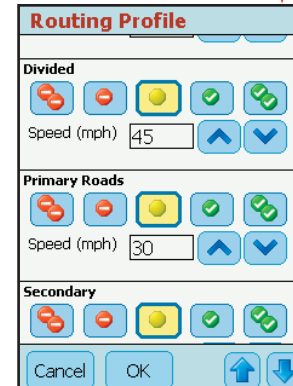 Routing Profile
Divided
Speed (mph) 45
Primary Roads
Speed (mph) 30
Secondary
Cancel OK